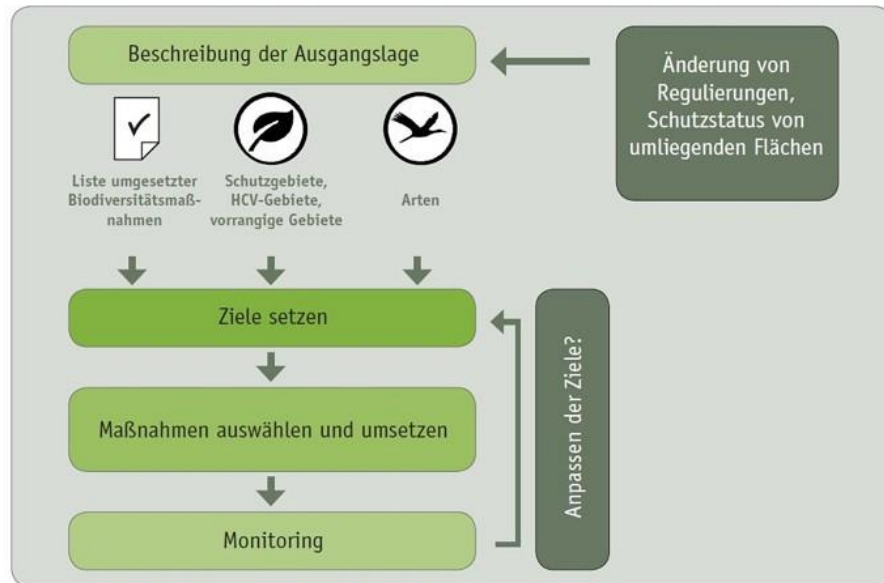 Beschreibung der Ausgangslage
Änderung von
Regulierungen,
Schutzstatus von
umliegenden Flächen
Liste umgesetzter
Biodiversitätsmaß-
nahmen
Schutzgebiete,
HCV-Gebiete,
vorrangige Gebiete
Arten
Ziele setzen
Maßnahmen auswählen und umsetzen
Monitoring
Anpassen der Ziele?